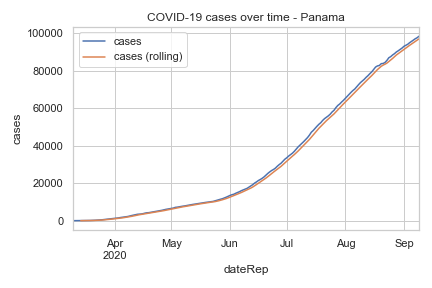 COVID-19 cases over time - Panama
cases
cases (rolling)
100000
80000
60000
40000
20000
0
cases
Apr
2020
May
Jun
Jul
Aug
Sep
dateRep